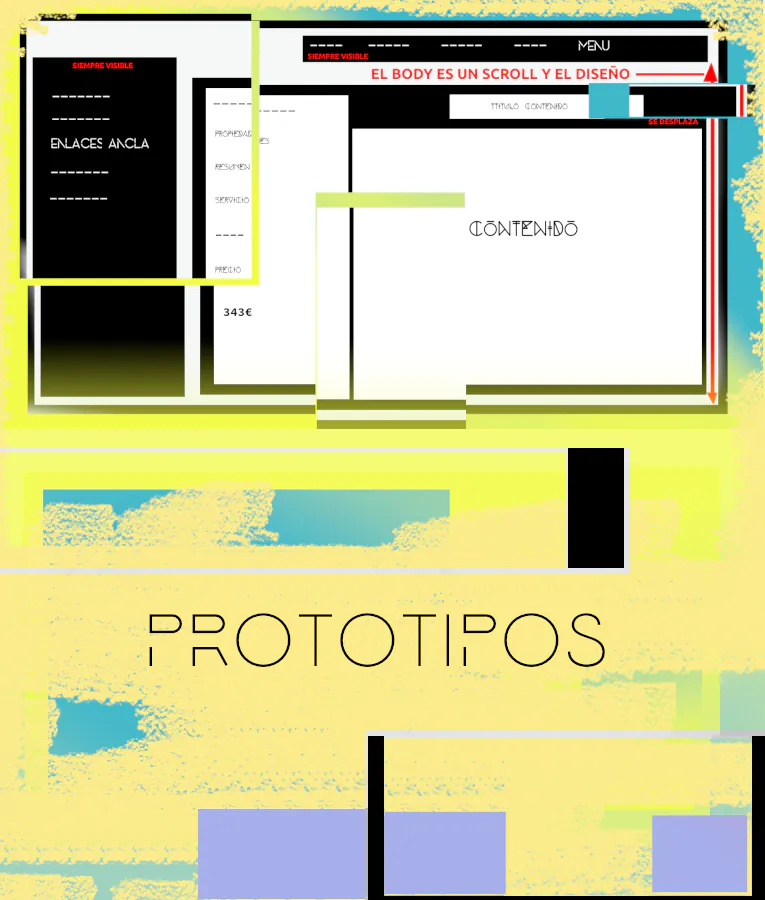 MENU
SIEMPRE VISIBLE
SIEMPRE VISIBLE
EL BODY ES UN SCROLL Y EL DISEÑO
TITULO CONTENIDO
SE DESPLAZA
ENLACES ANCLA
PROPIEDADES
RESUMEN
SERVICIO
PRECIO
343€
CONTENIDO
PROTOTIPOS